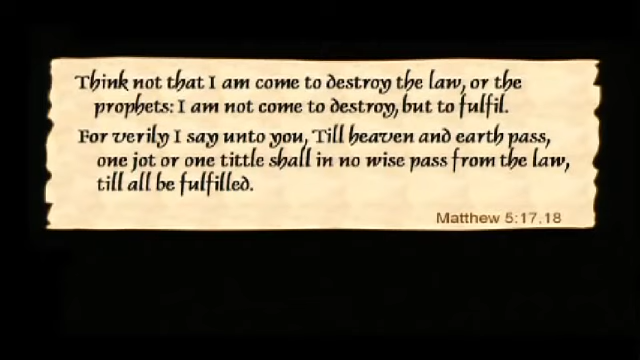 Think not that I am come to destroy the law, or the
prophets: I am not come to destroy, but to fulfil.
For verily I say unto you, Till heaven and earth pass,
one jot or one tittle shall in no wise pass from the law,
till all be fulfilled.
Matthew 5:17.18